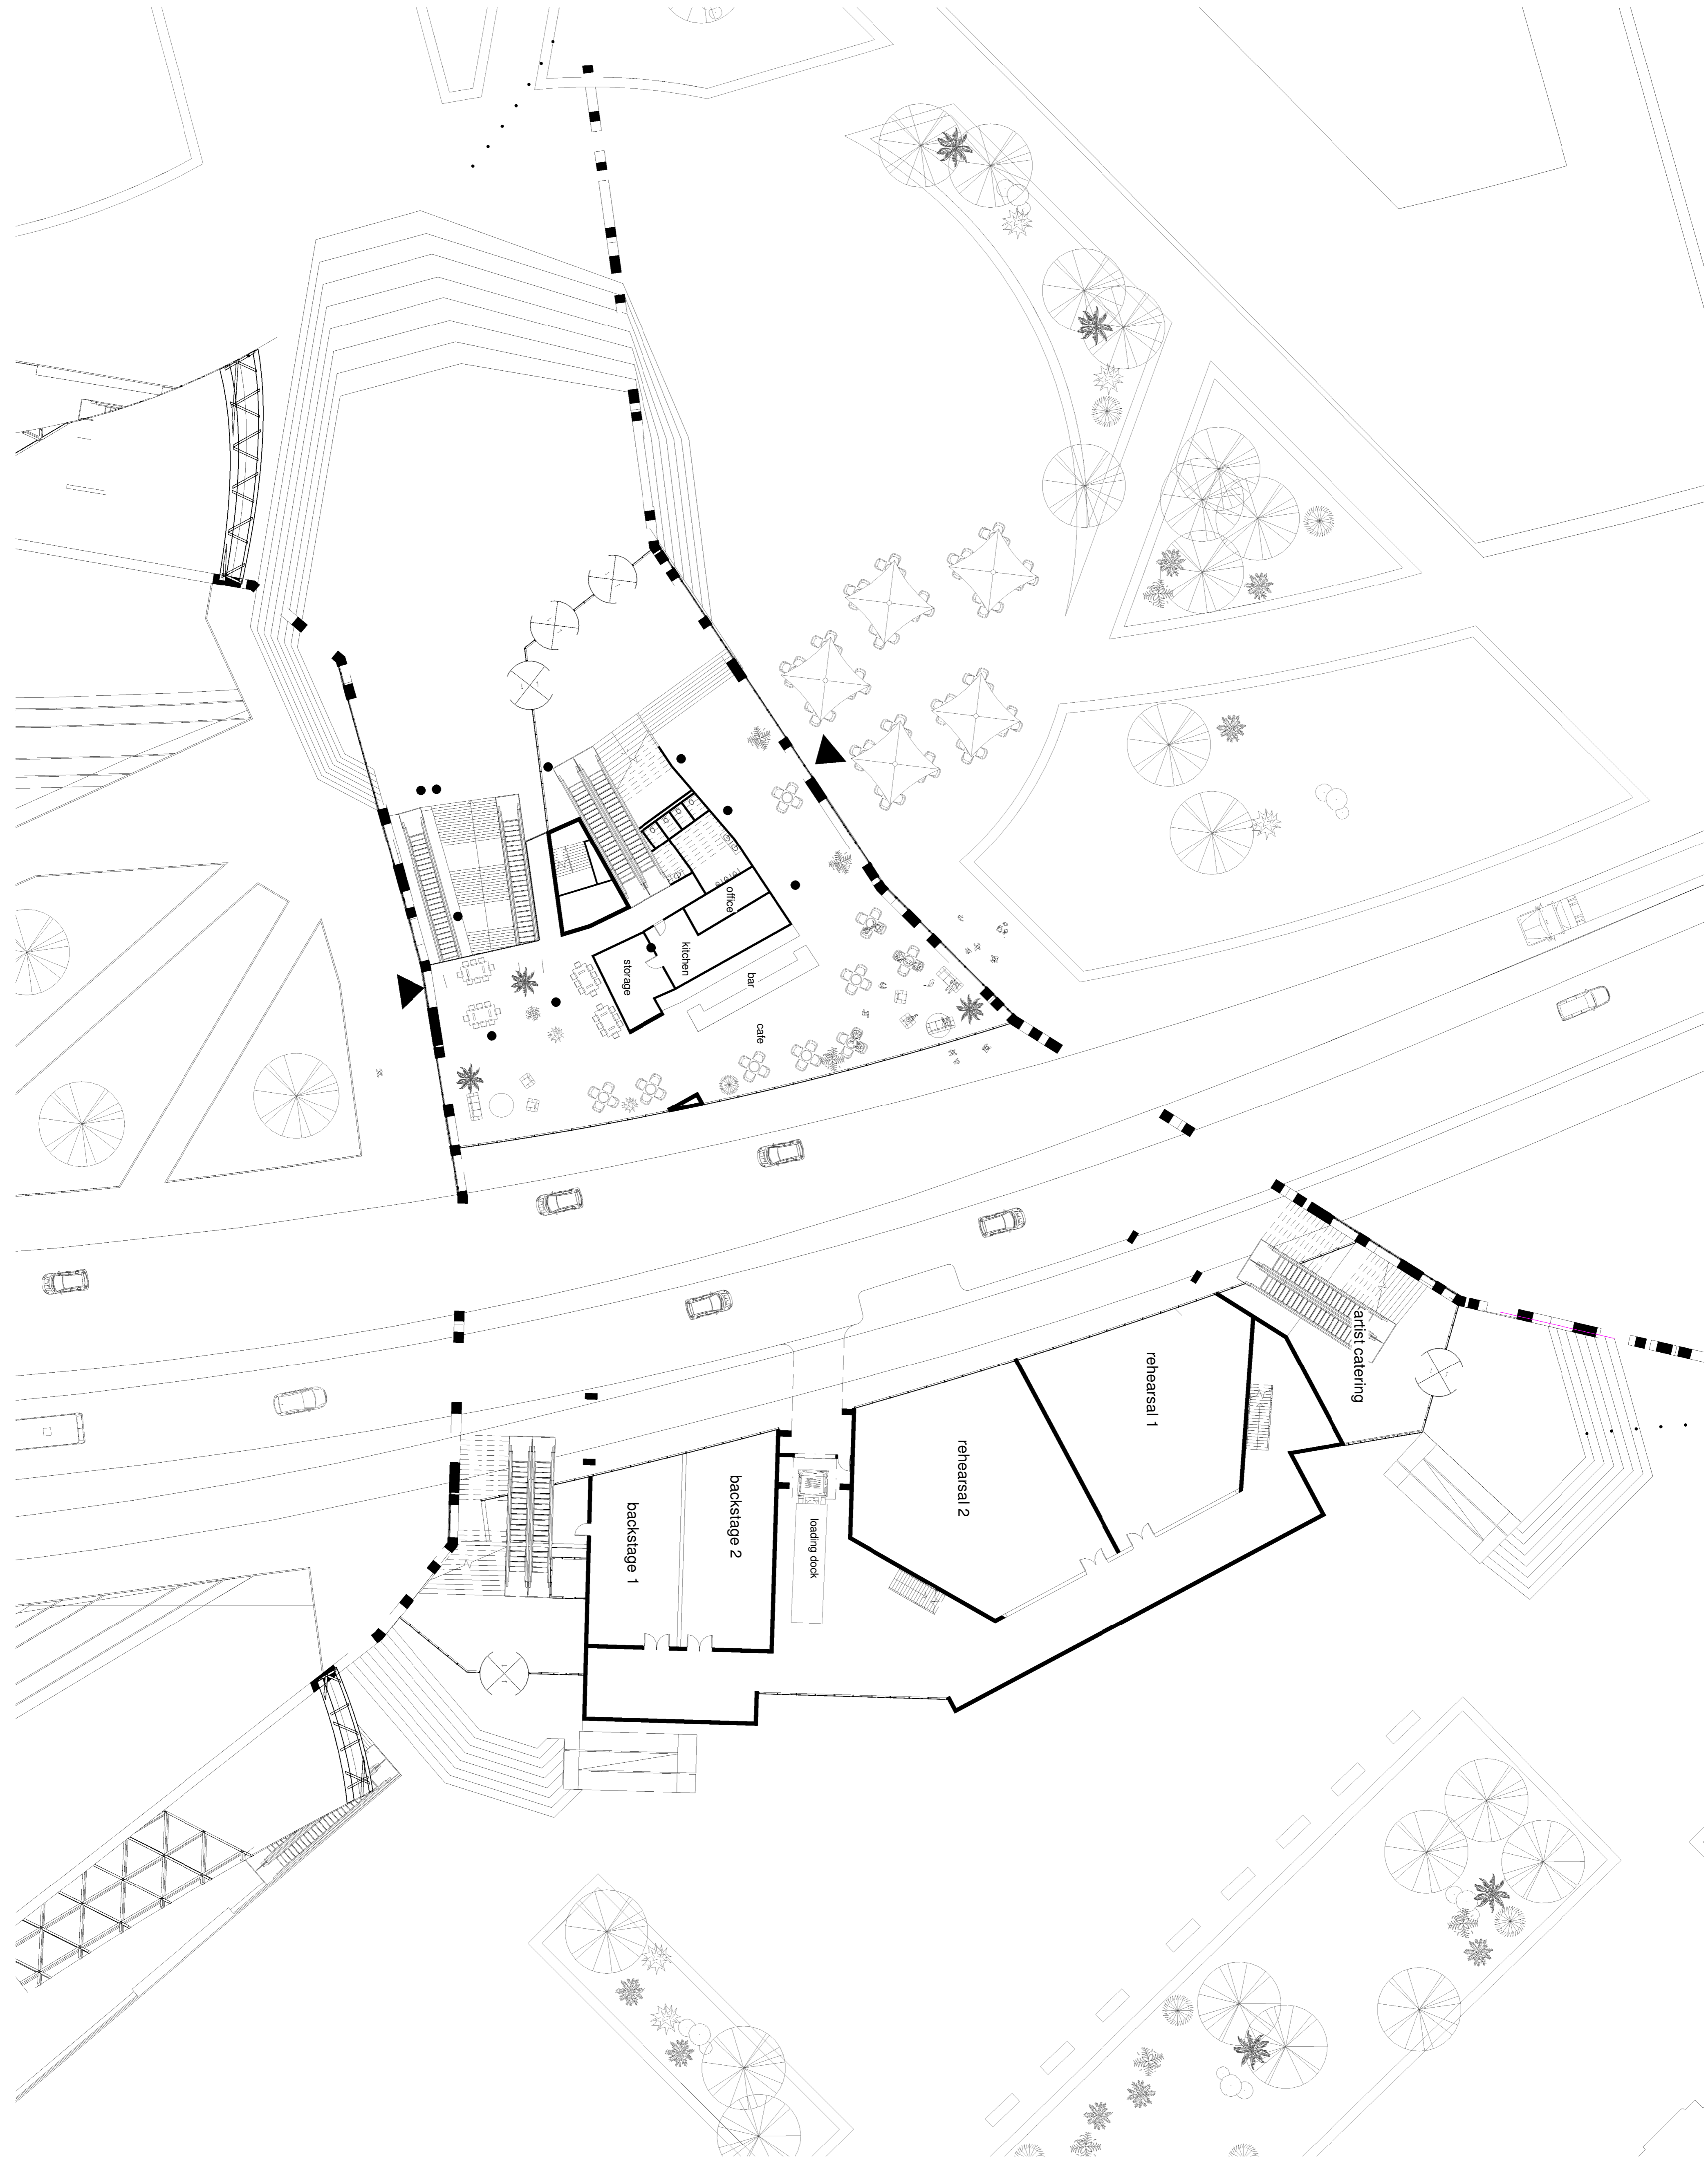 office
kitchen
storage
bar
cafe
artist catering
rehearsal 1
rehearsal 2
backstage 2
backstage 1
loading dock